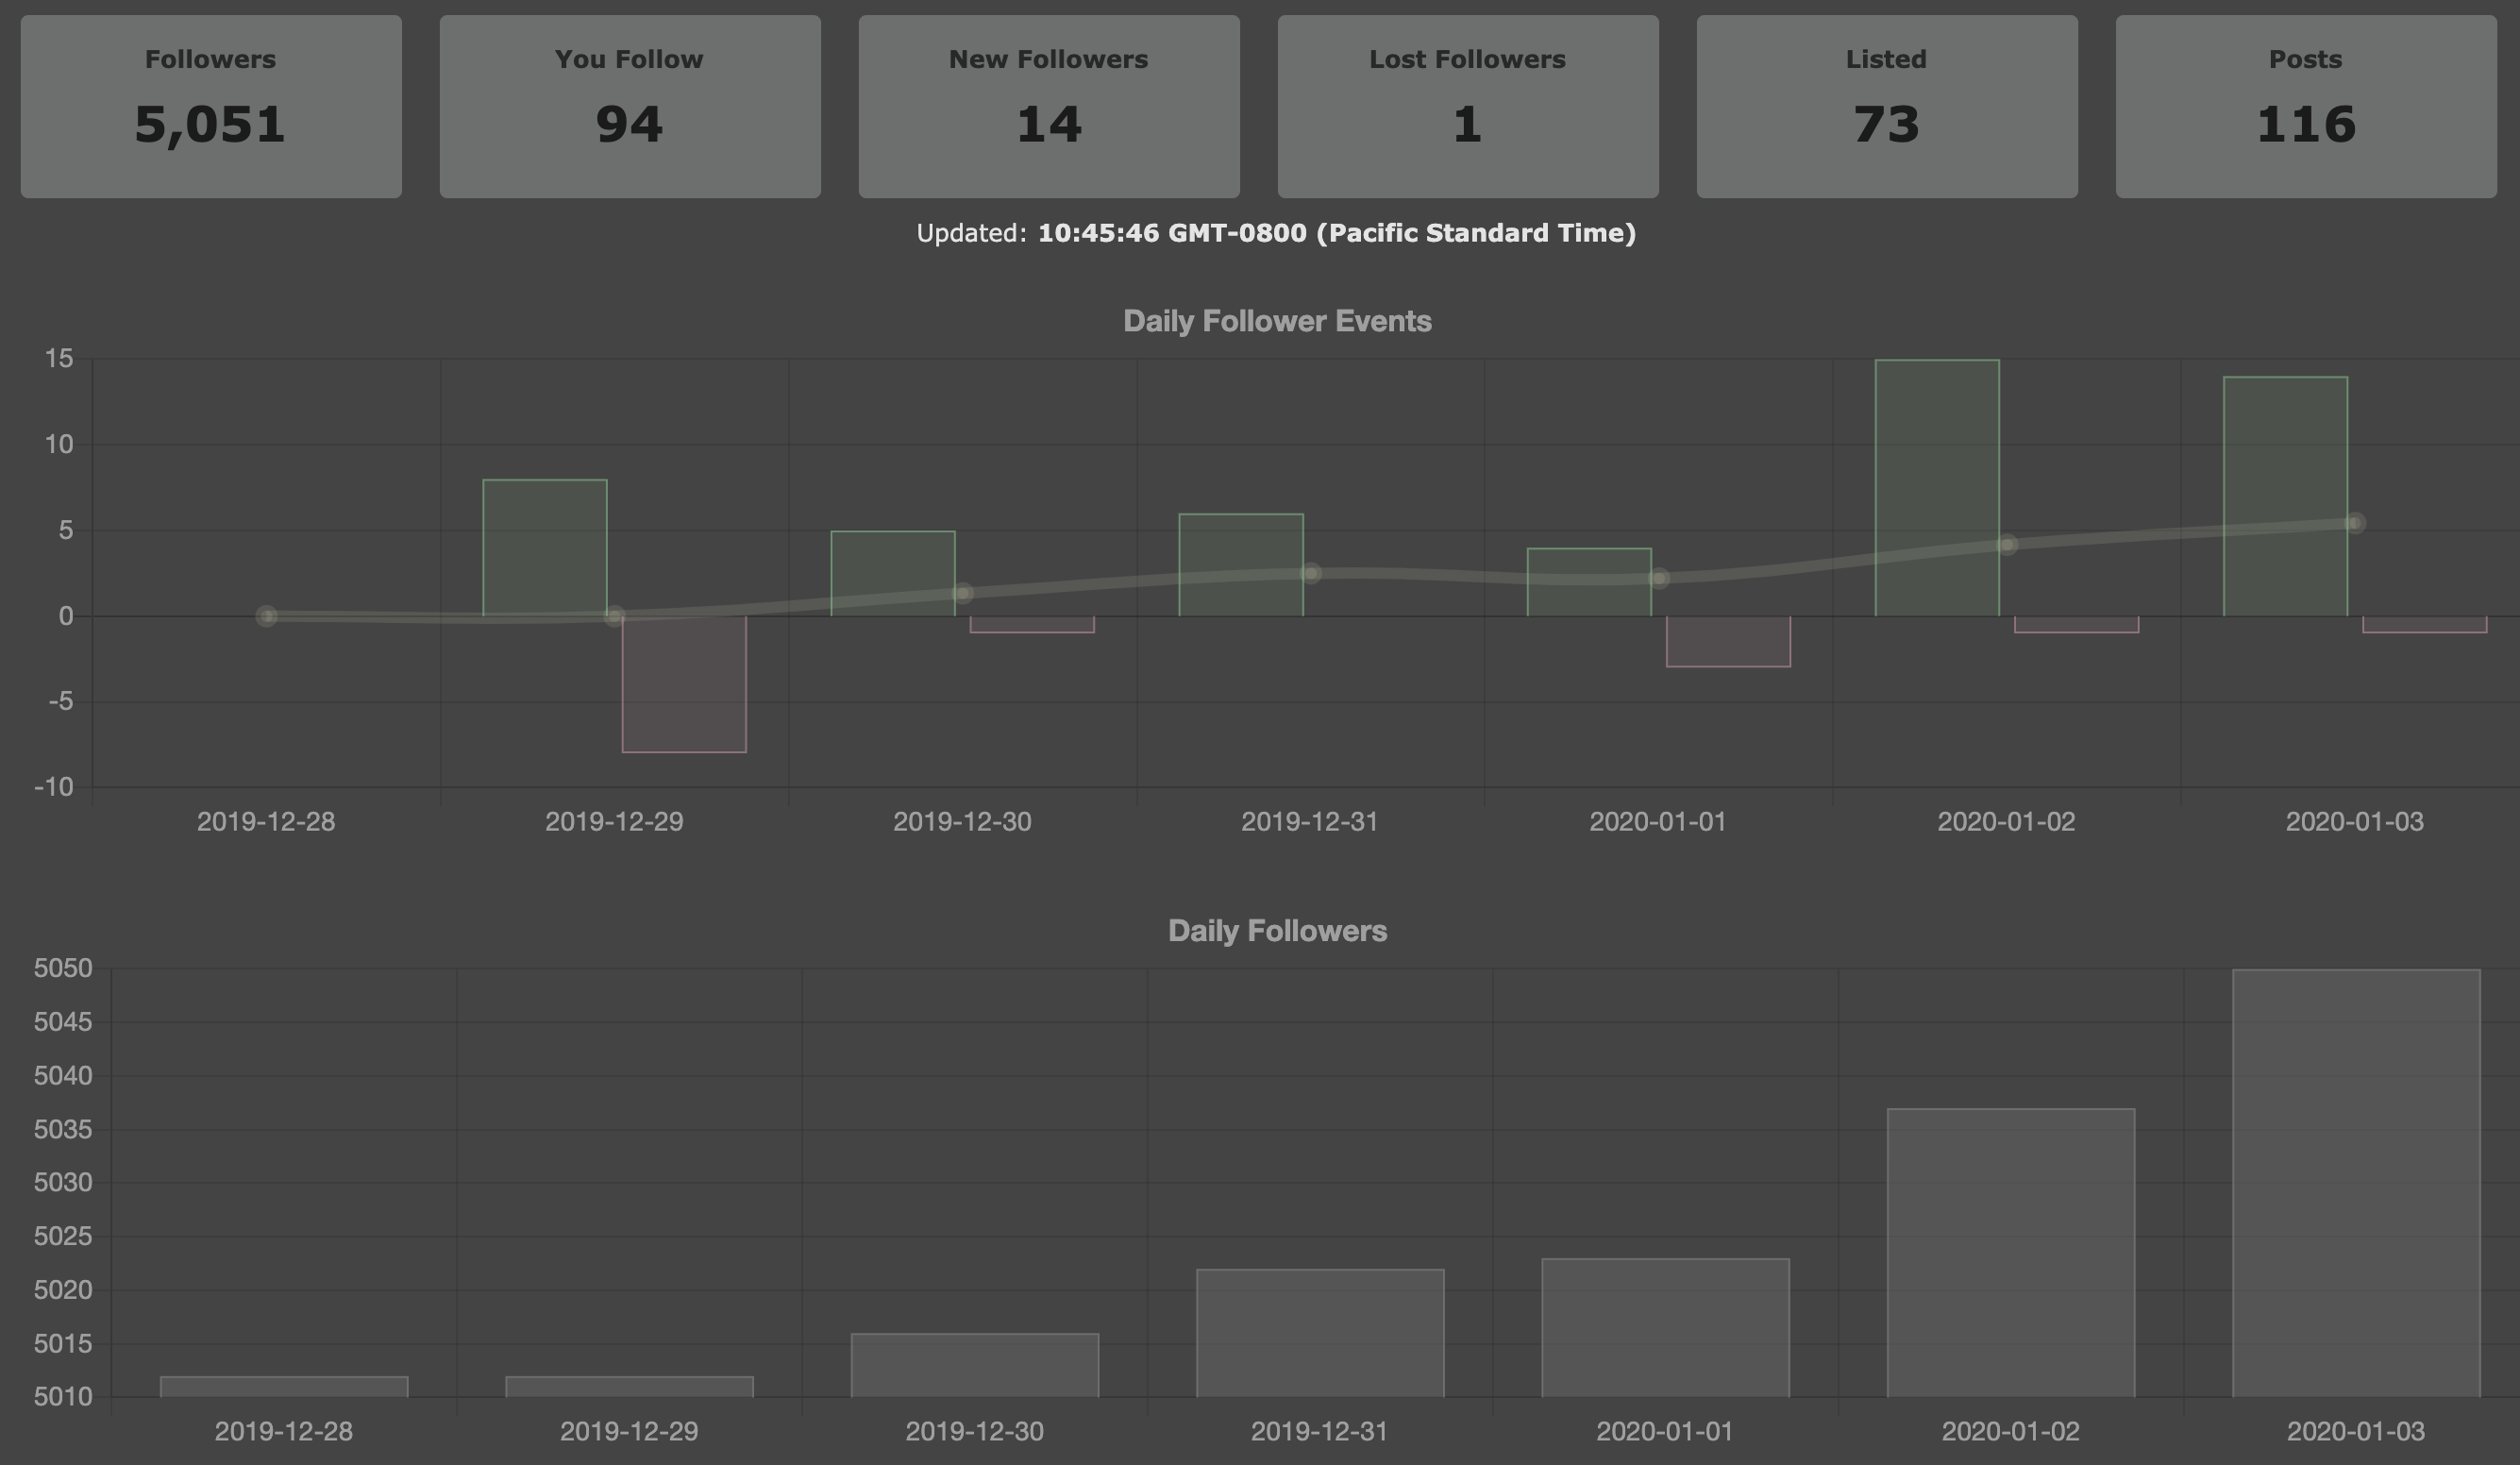 Followers
5,051
You Follow
94
New Followers
14
Lost Followers
1
Listed
73
Posts
116
Updated: 10:45:46 GMT-0800 (Pacific Standard Time)
Daily Follower Events
15
10
5
0
-5
-10
2019-12-28 2019-12-29 2019-12-30 2019-12-31 2020-01-01 2020-01-02 2020-01-03
Daily Followers
5050
5045
5040
5035
5030
5025
5020
5015
5010
2019-12-28 2019-12-29 2019-12-30 2019-12-31 2020-01-01 2020-01-02 2020-01-03